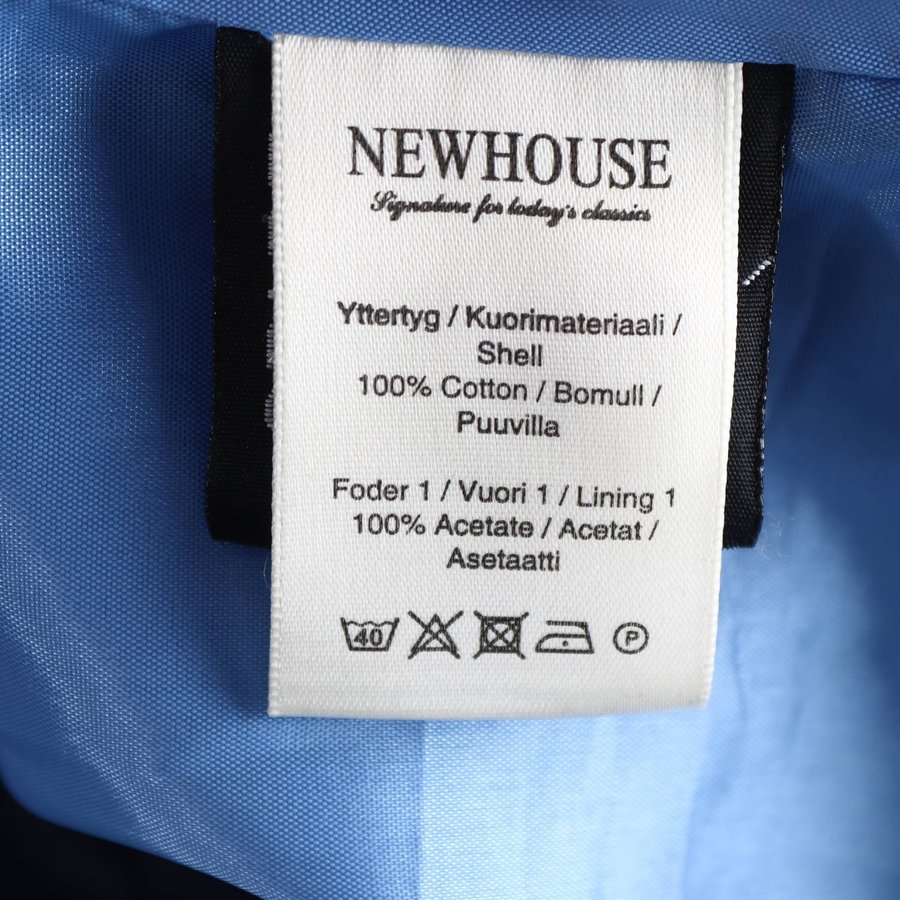 NEWHOUSE
Signature for today's classics
Yttertyg / Kuorimateriaali /
Shell
100% Cotton / Bomull /
Puuvilla
Foder 1 / Vuori 1 / Lining 1
100% Acetate / Acetat /
Asetaatti
40 P